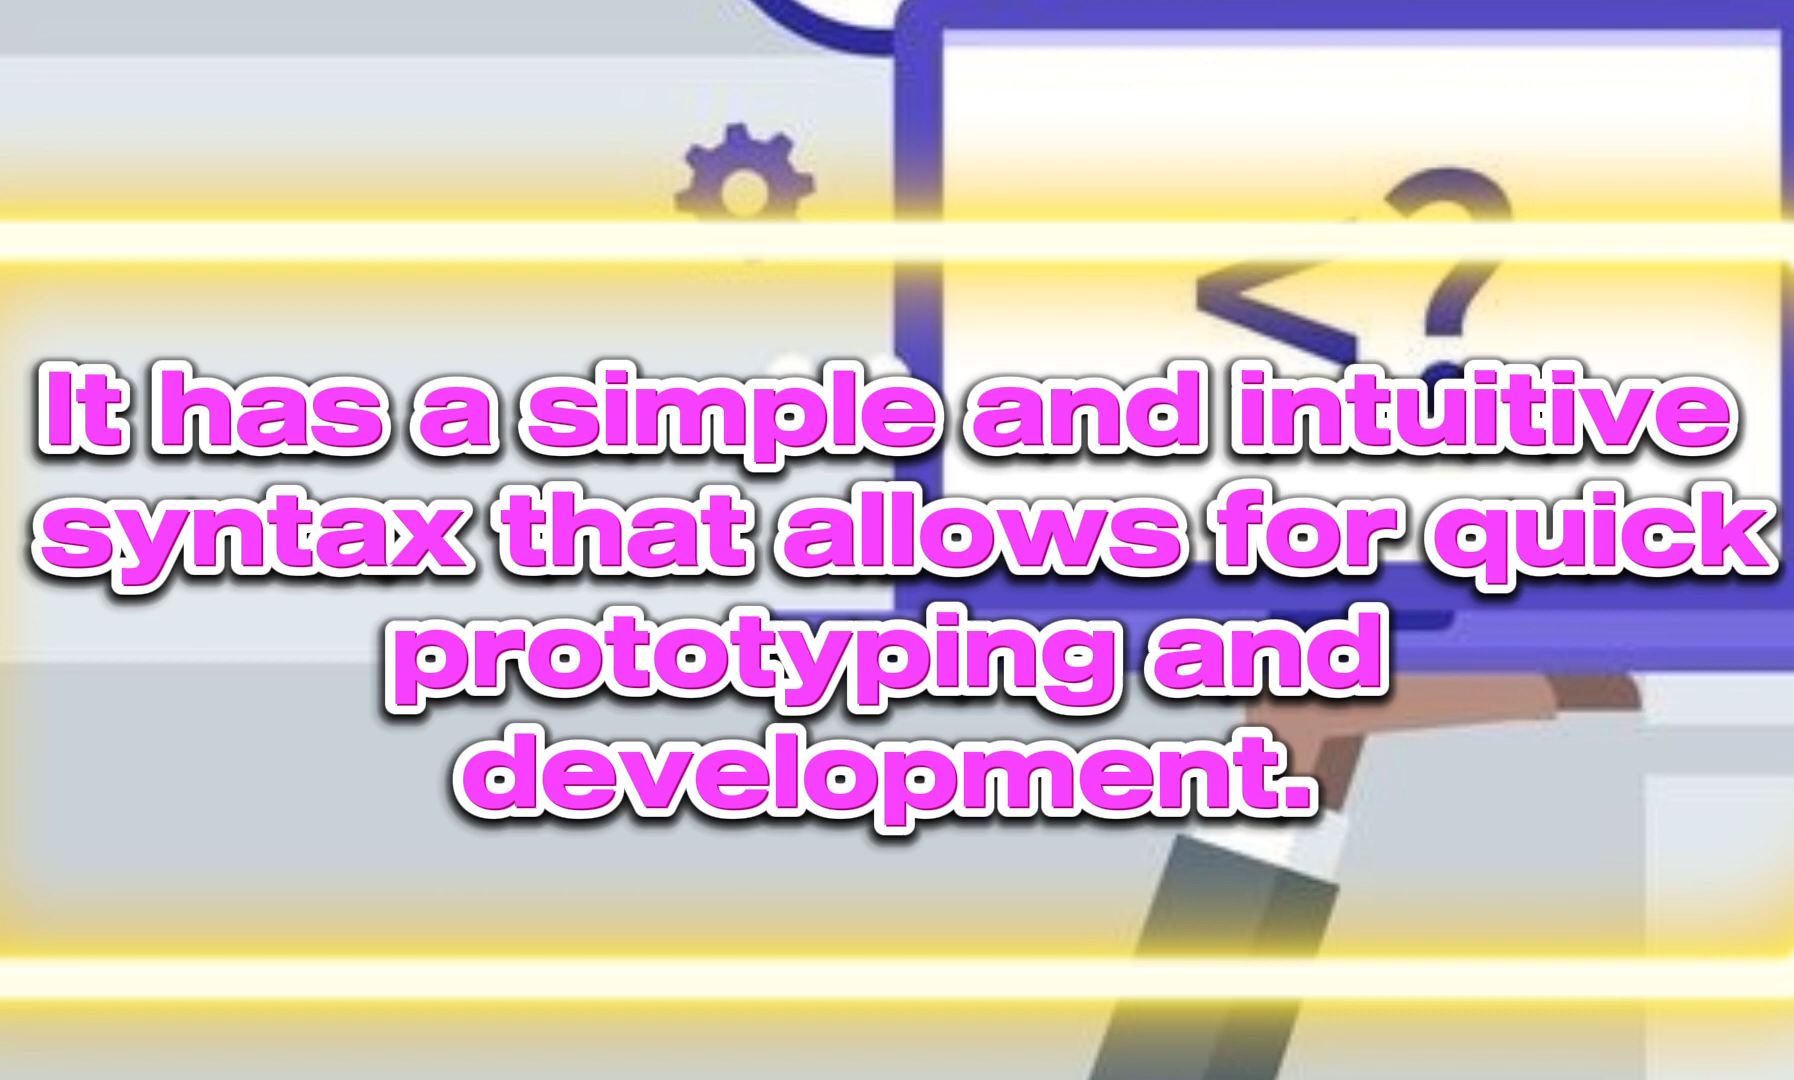 <?
It has a simple and intuitive
syntax that allows for quick
prototyping and
development.